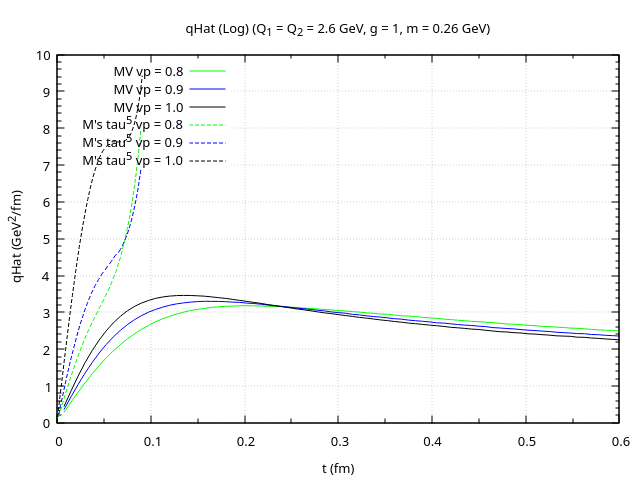 qHat (Log) (Q1 = Q2 = 2.6 GeV, g = 1, m = 0.26 GeV)
10
9
8
7
6
5
4
3
2
1
0
qHat (GeV2/fm)
MV vp = 0.8
MV vp = 0.9
MV vp = 1.0
M's tau5 vp = 0.8
M's tau5 vp = 0.9
M's tau5 vp = 1.0
0 0.1 0.2 0.3 0.4 0.5 0.6
t (fm)